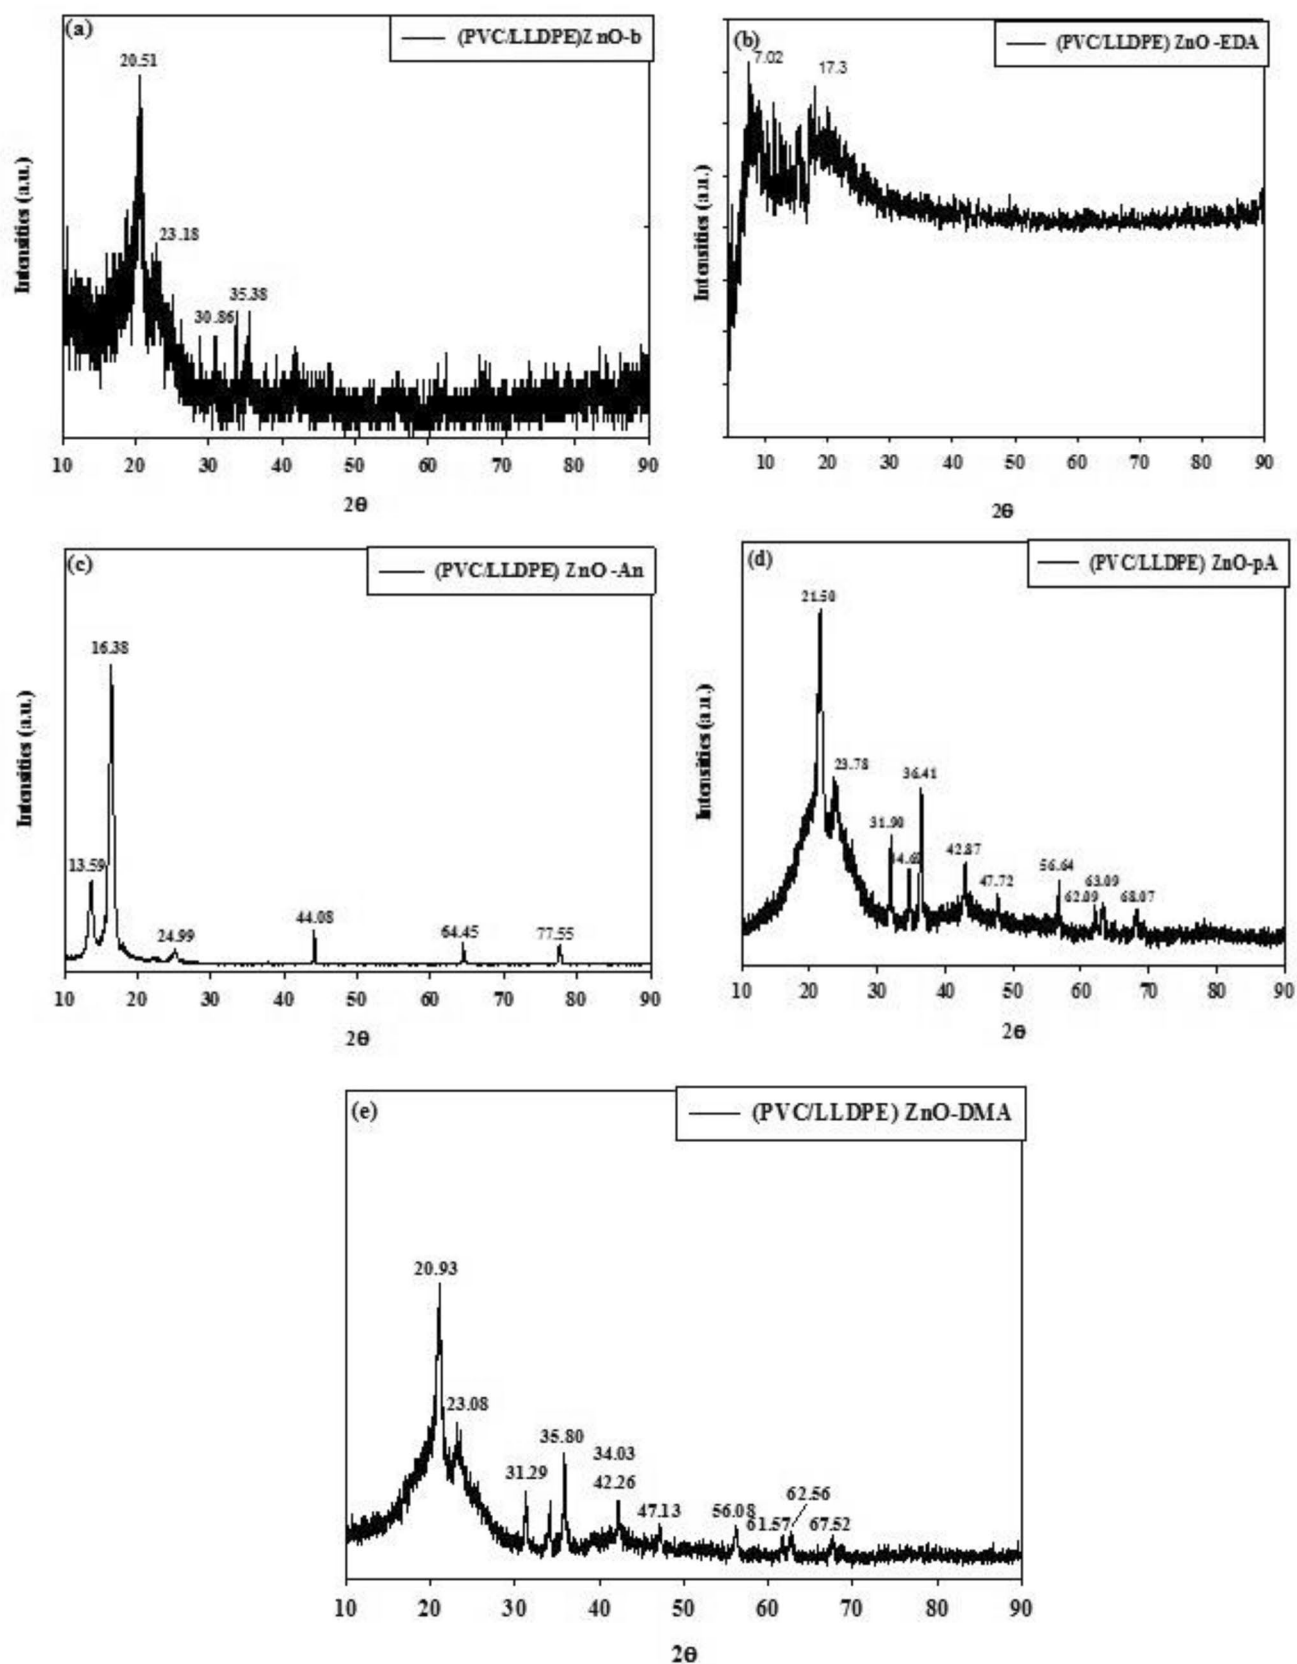 (a)
(PVC/LLDPE)ZnO-b
20.51
23.18
35.38
30.86
Intensities (a.u.)
10 20 30 40 50 60 70 80 90
2θ
(b)
(PVC/LLDPE) ZnO -EDA
7.02
17.3
Intensities (a.u.)
10 20 30 40 50 60 70 80 90
2θ
(c)
(PVC/LLDPE) ZnO -An
16.38
13.59
24.99
44.08
64.45
77.55
Intensities (a.u.)
10 20 30 40 50 60 70 80 90
2θ
(d)
(PVC/LLDPE) ZnO-pA
21.50
23.78
36.41
31.90
42.87
47.72
56.64
62.09
63.09
68.07
Intensities (a.u.)
10 20 30 40 50 60 70 80 90
2θ
(e)
(PVC/LLDPE) ZnO-DMA
20.93
23.08
31.29
35.80
34.03
42.26
47.13
56.08
61.57
62.56
67.52
10 20 30 40 50 60 70 80 90
2θ